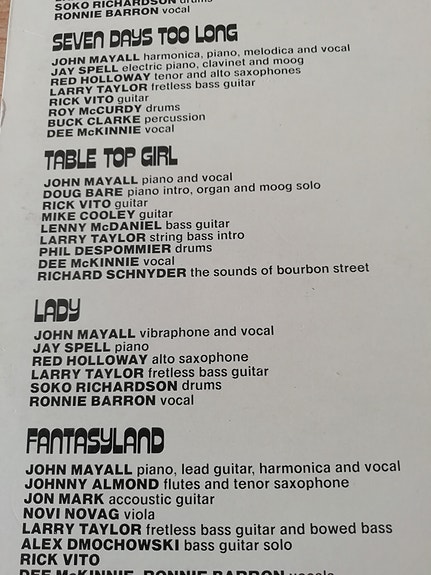 SOKO RICHARDSON drums
RONNIE BARRON vocal
SEVEN DAYS TOO LONG
JOHN MAYALL harmonica, piano, melodica and vocal
JAY SPELL electric piano, clavinet and moog
RED HOLLOWAY tenor and alto saxophones
LARRY TAYLOR fretless bass guitar
RICK VITO guitar
ROY McCURDY drums
BUCK CLARKE percussion
DEE McKINNIE vocal
TABLE TOP GIRL
JOHN MAYALL piano and vocal
DOUG BARE piano intro, organ and moog solo
RICK VITO guitar
MIKE COOLEY guitar
LENNY McDANIEL bass guitar
LARRY TAYLOR string bass intro
PHIL DESPOMMIER drums
DEE McKINNIE vocal
RICHARD SCHNYDER the sounds of bourbon street
LADY
JOHN MAYALL vibraphone and vocal
JAY SPELL piano
RED HOLLOWAY alto saxophone
LARRY TAYLOR fretless bass guitar
SOKO RICHARDSON drums
RONNIE BARRON vocal
FANTASYLAND
JOHN MAYALL piano, lead guitar, harmonica and vocal
JOHNNY ALMOND flutes and tenor saxophone
JON MARK accoustic guitar
NOVI NOVAG viola
LARRY TAYLOR fretless bass guitar and bowed bass
ALEX DMOCHOWSKI bass guitar solo
RICK VITO
DEE McKINNIE, RONNIE BARRON vocals